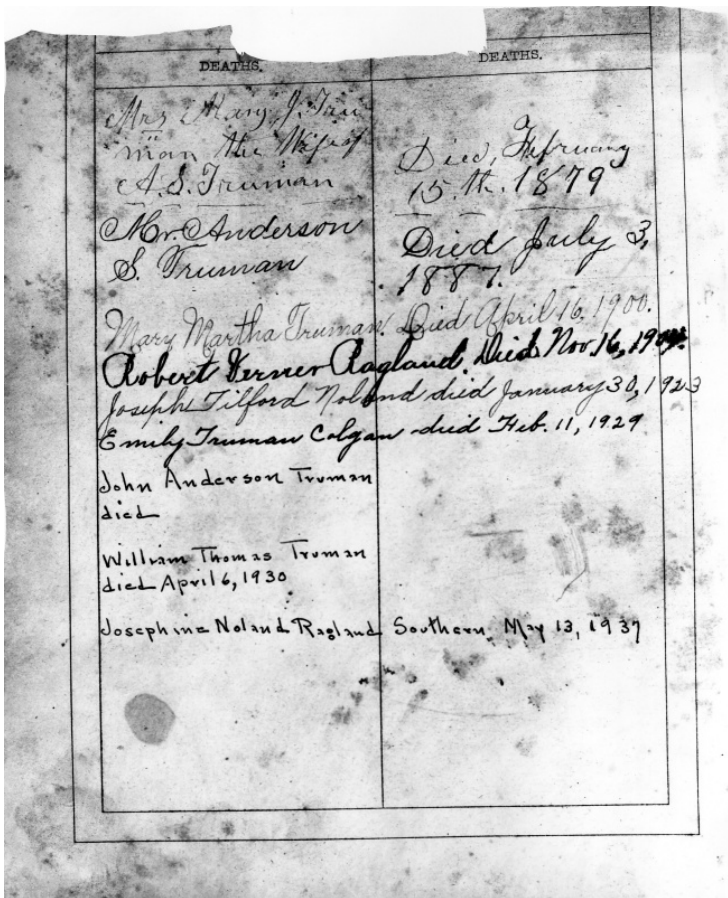 DEATHS. DEATHS.
Mrs Mary J. Tru=
man the Wife of
A. S. Truman
Died, February
15.th. 1879
Mr. Anderson
S. Truman
Died July 3,
1887.
Mary Martha Truman. Died April 16, 1900.
Robert Verner Ragland. Died Nov. 16,
Joseph Tilford Noland died January 30, 1923
Emily Truman Colgan - died Feb. 11, 1929
John Anderson Truman
died
William Thomas Truman
died April 6, 1930
Josephine Noland Ragland Southern May 13, 1937